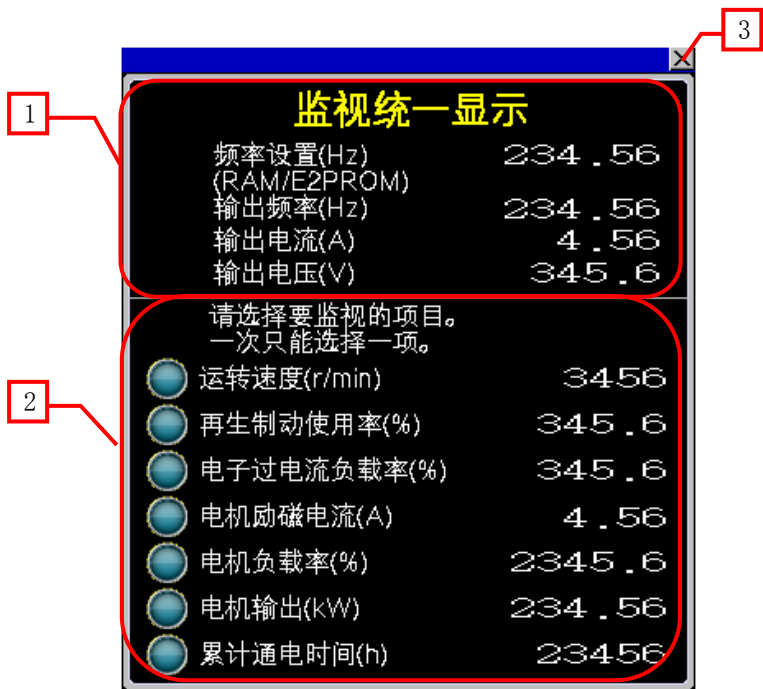 3
1
监视统一显示
频率设置(Hz) 234.56
(RAM/E2PROM)
输出频率(Hz) 234.56
输出电流(A) 4.56
输出电压(V) 345.6
请选择要监视的项目。
一次只能选择一项。
运转速度(r/min) 3456
2
再生制动使用率(%) 345.6
电子过电流负载率(%) 345.6
电机励磁电流(A) 4.56
电机负载率(%) 2345.6
电机输出(kW) 234.56
累计通电时间(h) 23456